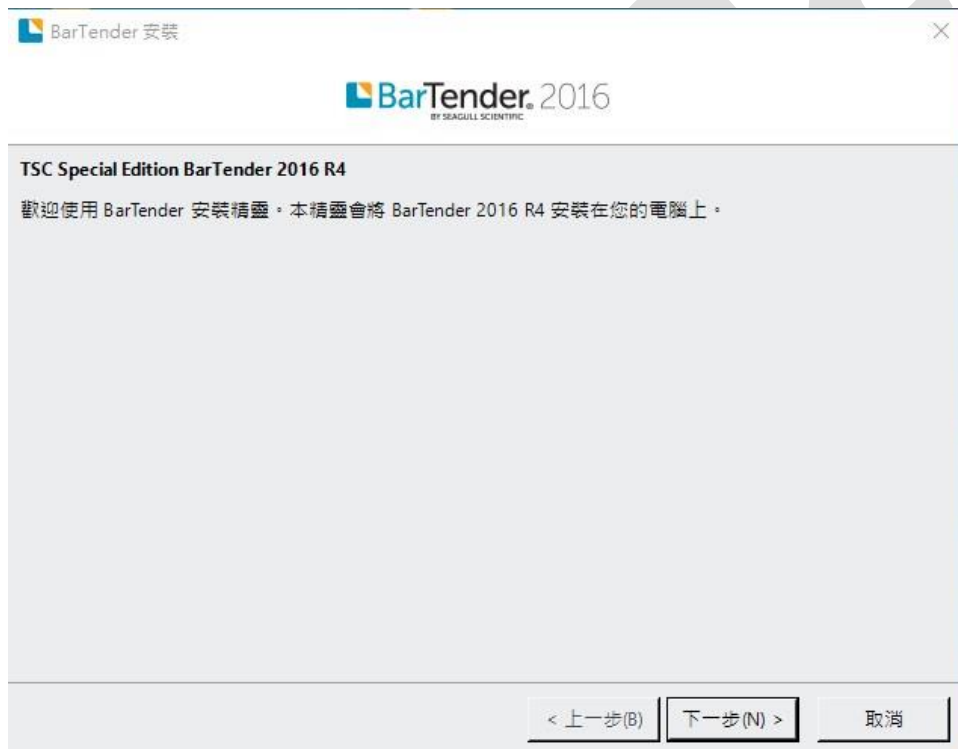 BarTender 安裝
BarTender® 2016
BY SEAGULL SCIENTIFIC
TSC Special Edition BarTender 2016 R4
歡迎使用 BarTender 安裝精靈。本精靈會將 BarTender 2016 R4 安裝在您的電腦上。
< 上一步(B) 下一步(N) > 取消